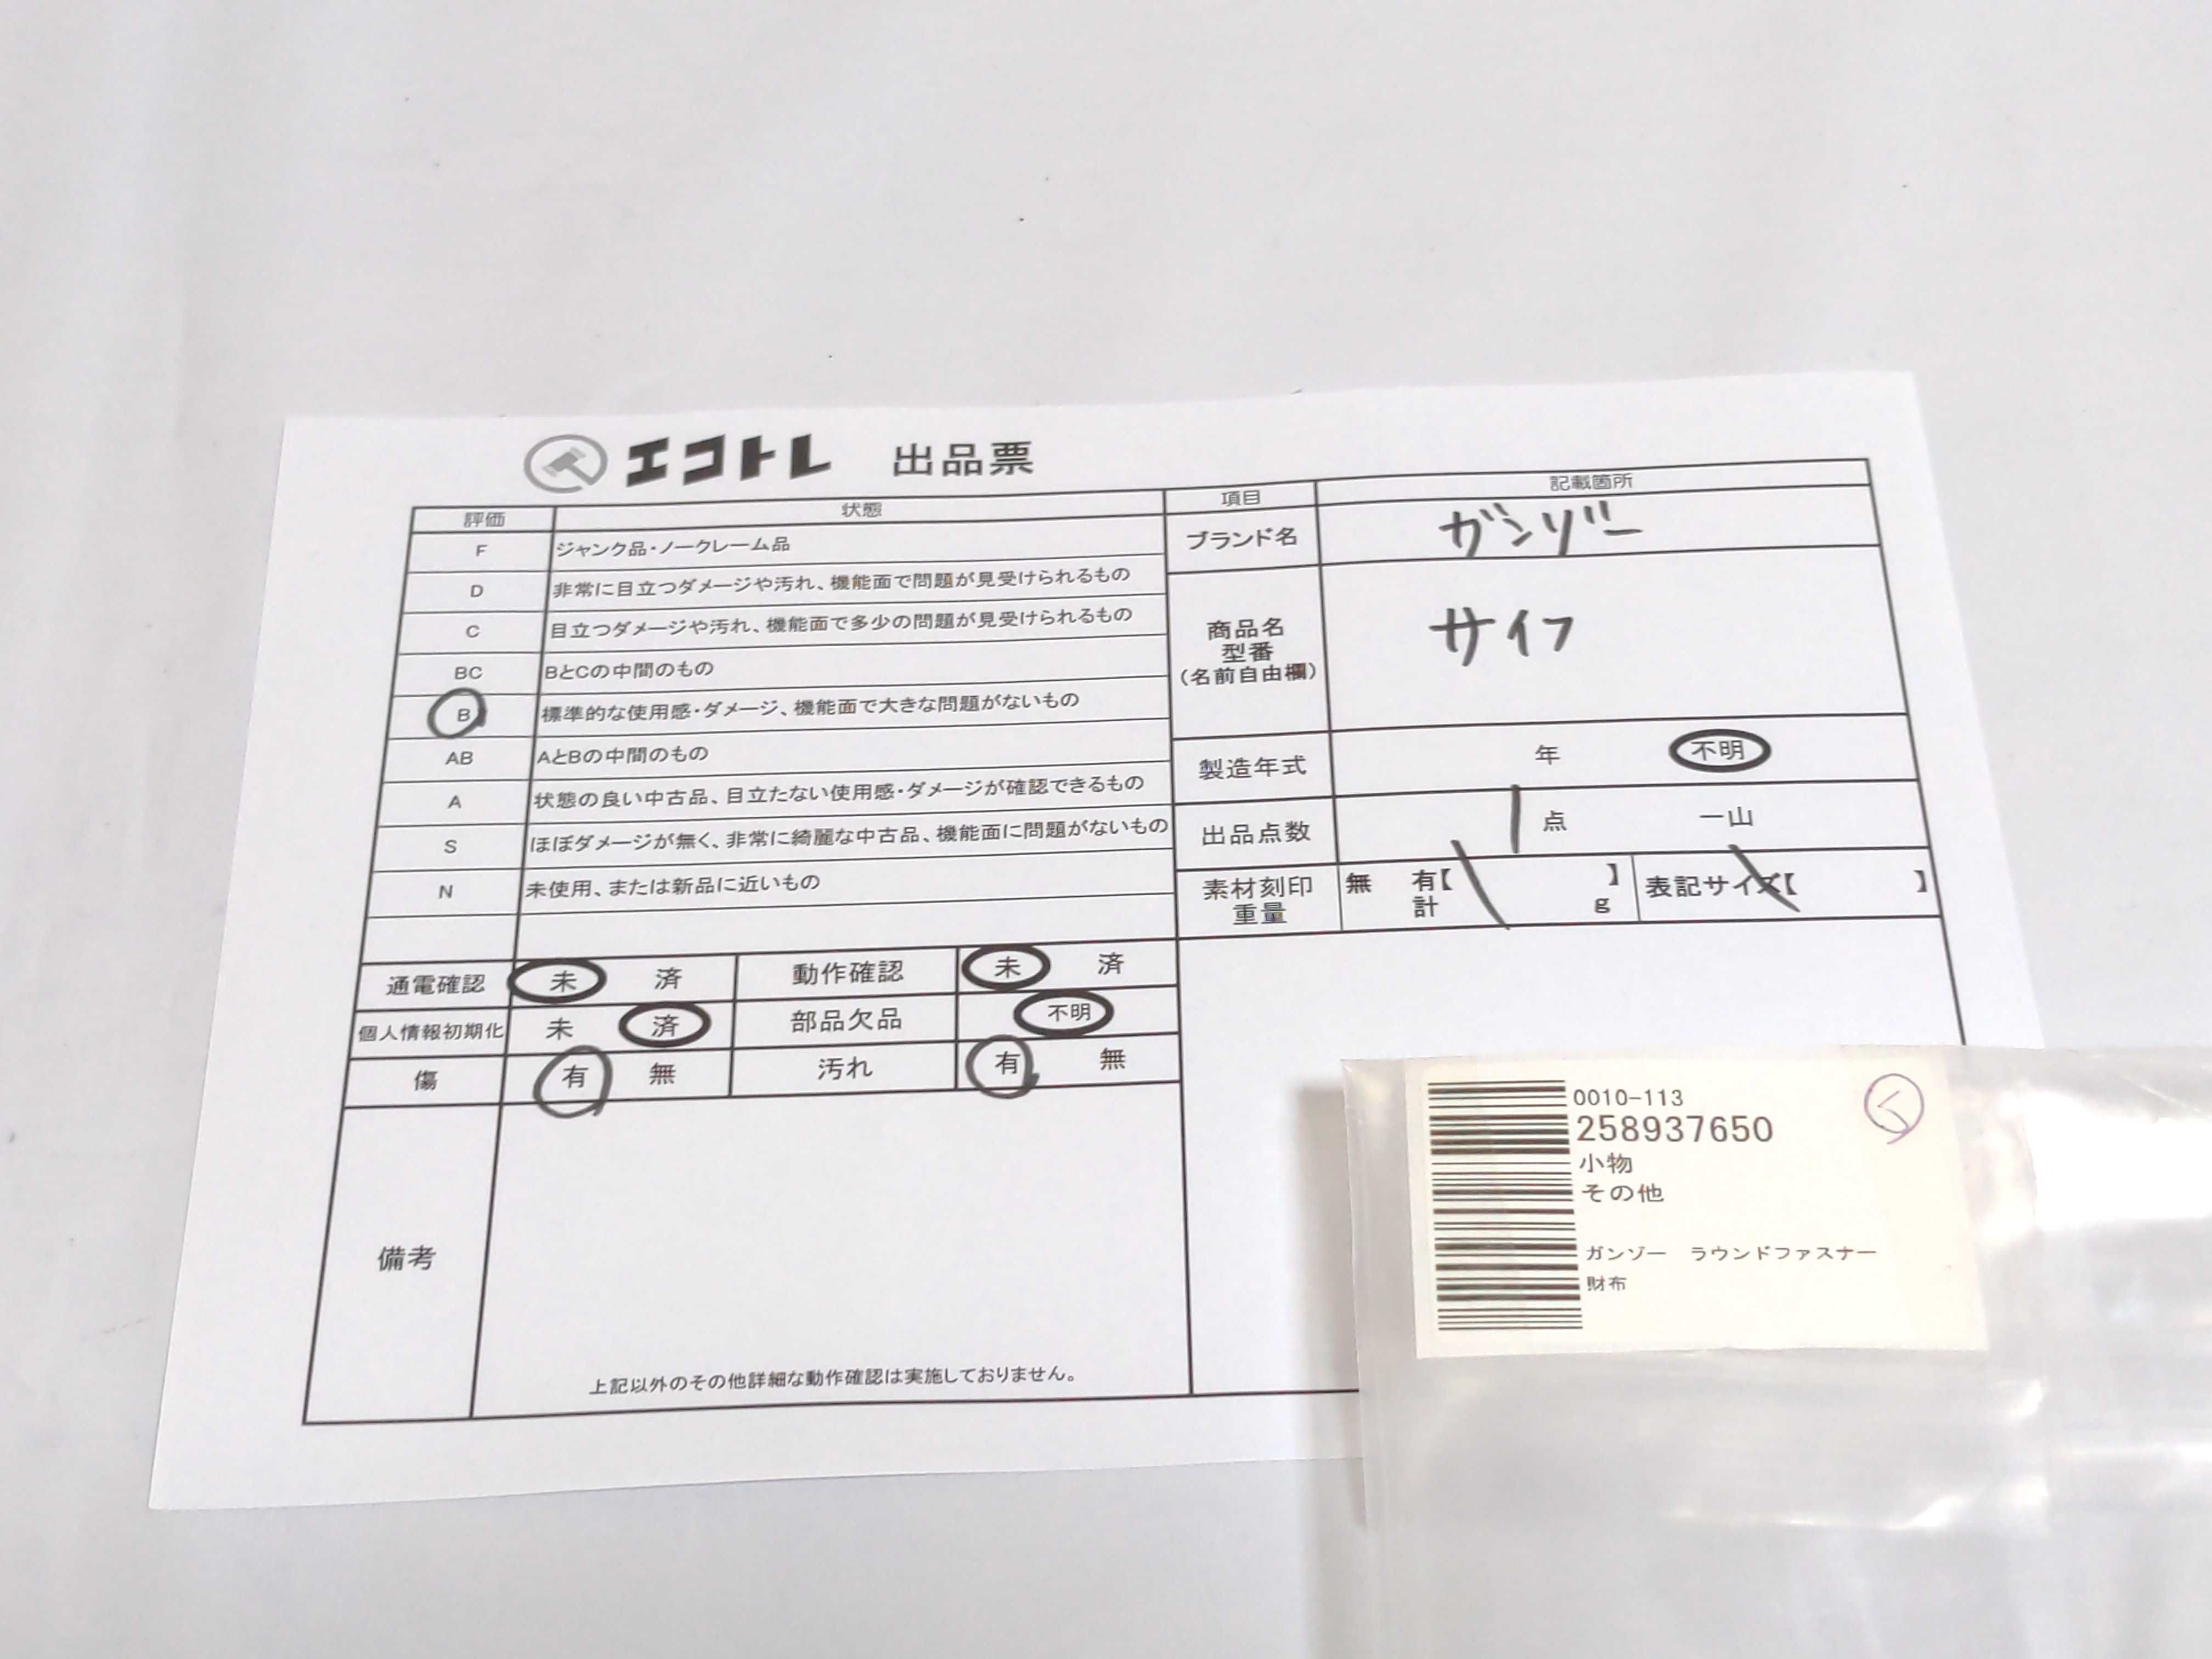 エコトレ 出品票
評価 状態
F ジャンク品・ノークレーム品
D 非常に目立つダメージや汚れ、機能面で問題が見受けられるもの
C 目立つダメージや汚れ、機能面で多少の問題が見受けられるもの
BC BとCの中間のもの
B 標準的な使用感・ダメージ、機能面で大きな問題がないもの
AB AとBの中間のもの
A 状態の良い中古品、目立たない使用感・ダメージが確認できるもの
S ほぼダメージが無く、非常に綺麗な中古品、機能面に問題がないもの
N 未使用、または新品に近いもの
項目 記載箇所
ブランド名 ガンゾー
商品名
型番
(名前自由欄)
サイフ
製造年式 年 不明
出品点数 1 点 一山
素材刻印 無 有【 】 表記サイズ【 】
重量 計 g
通電確認 未 済 動作確認 未 済
個人情報初期化 未 済 部品欠品 不明
傷 有 無 汚れ 有 無
備考
上記以外のその他詳細な動作確認は実施しておりません。
0010-113
258937650
小物
その他
ガンゾー ラウンドファスナー
財布
く